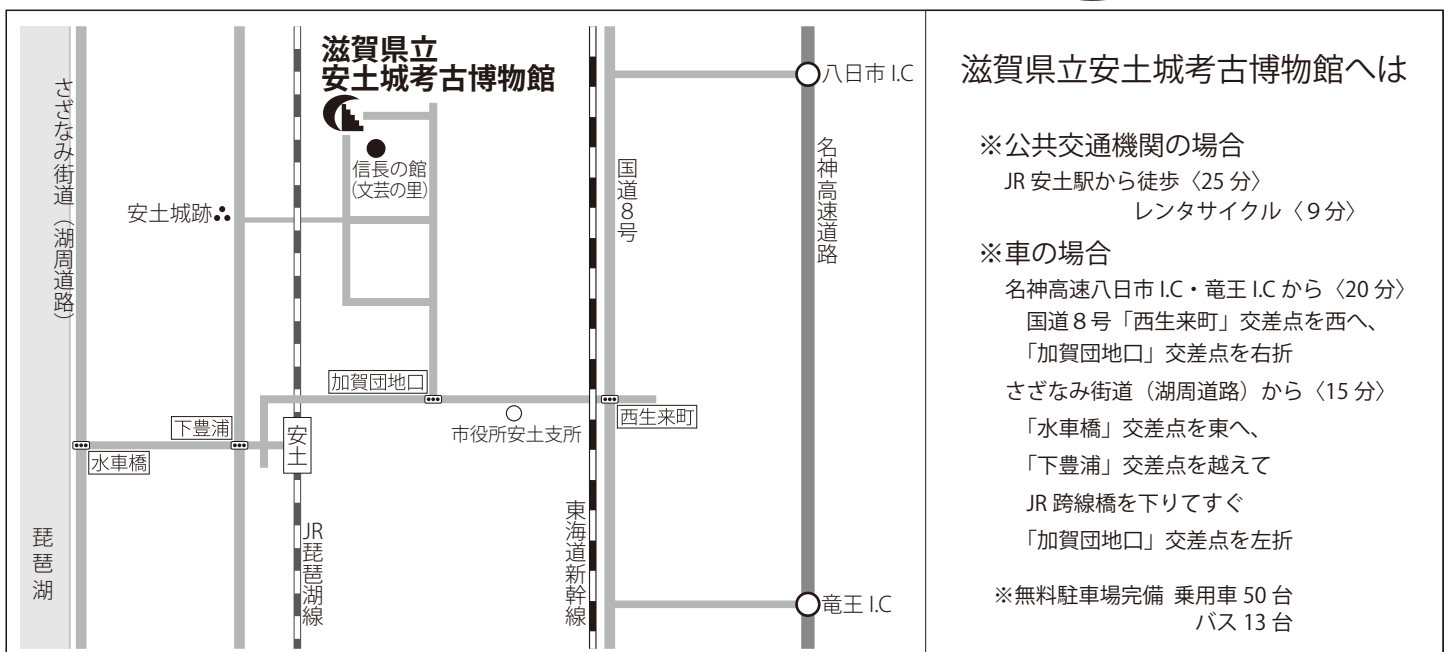 滋賀県立
安土城考古博物館
さざなみ街道（湖周道路）
信長の館
（文芸の里）
安土城跡
国道８号
八日市 I.C
名神高速道路
加賀団地口
市役所安土支所
西生来町
下豊浦
安土
水車橋
琵琶湖
JR琵琶湖線
東海道新幹線
竜王 I.C
滋賀県立安土城考古博物館へは
※公共交通機関の場合
JR 安土駅から徒歩〈25 分〉
レンタサイクル〈９分〉
※車の場合
名神高速八日市 I.C・竜王 I.C から〈20 分〉
国道８号「西生来町」交差点を西へ、
「加賀団地口」交差点を右折
さざなみ街道（湖周道路）から〈15 分〉
「水車橋」交差点を東へ、
「下豊浦」交差点を越えて
JR 跨線橋を下りてすぐ
「加賀団地口」交差点を左折
※無料駐車場完備 乗用車 50 台
バス 13 台